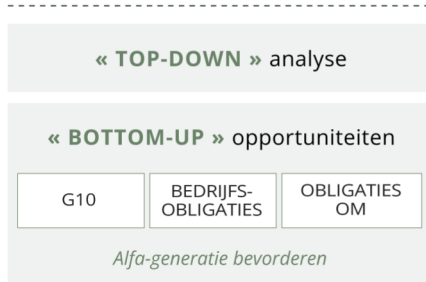 « TOP-DOWN » analyse
« BOTTOM-UP » opportuniteiten
G10
BEDRIJFS-
OBLIGATIES
OBLIGATIES
OM
Alfa-generatie bevorderen